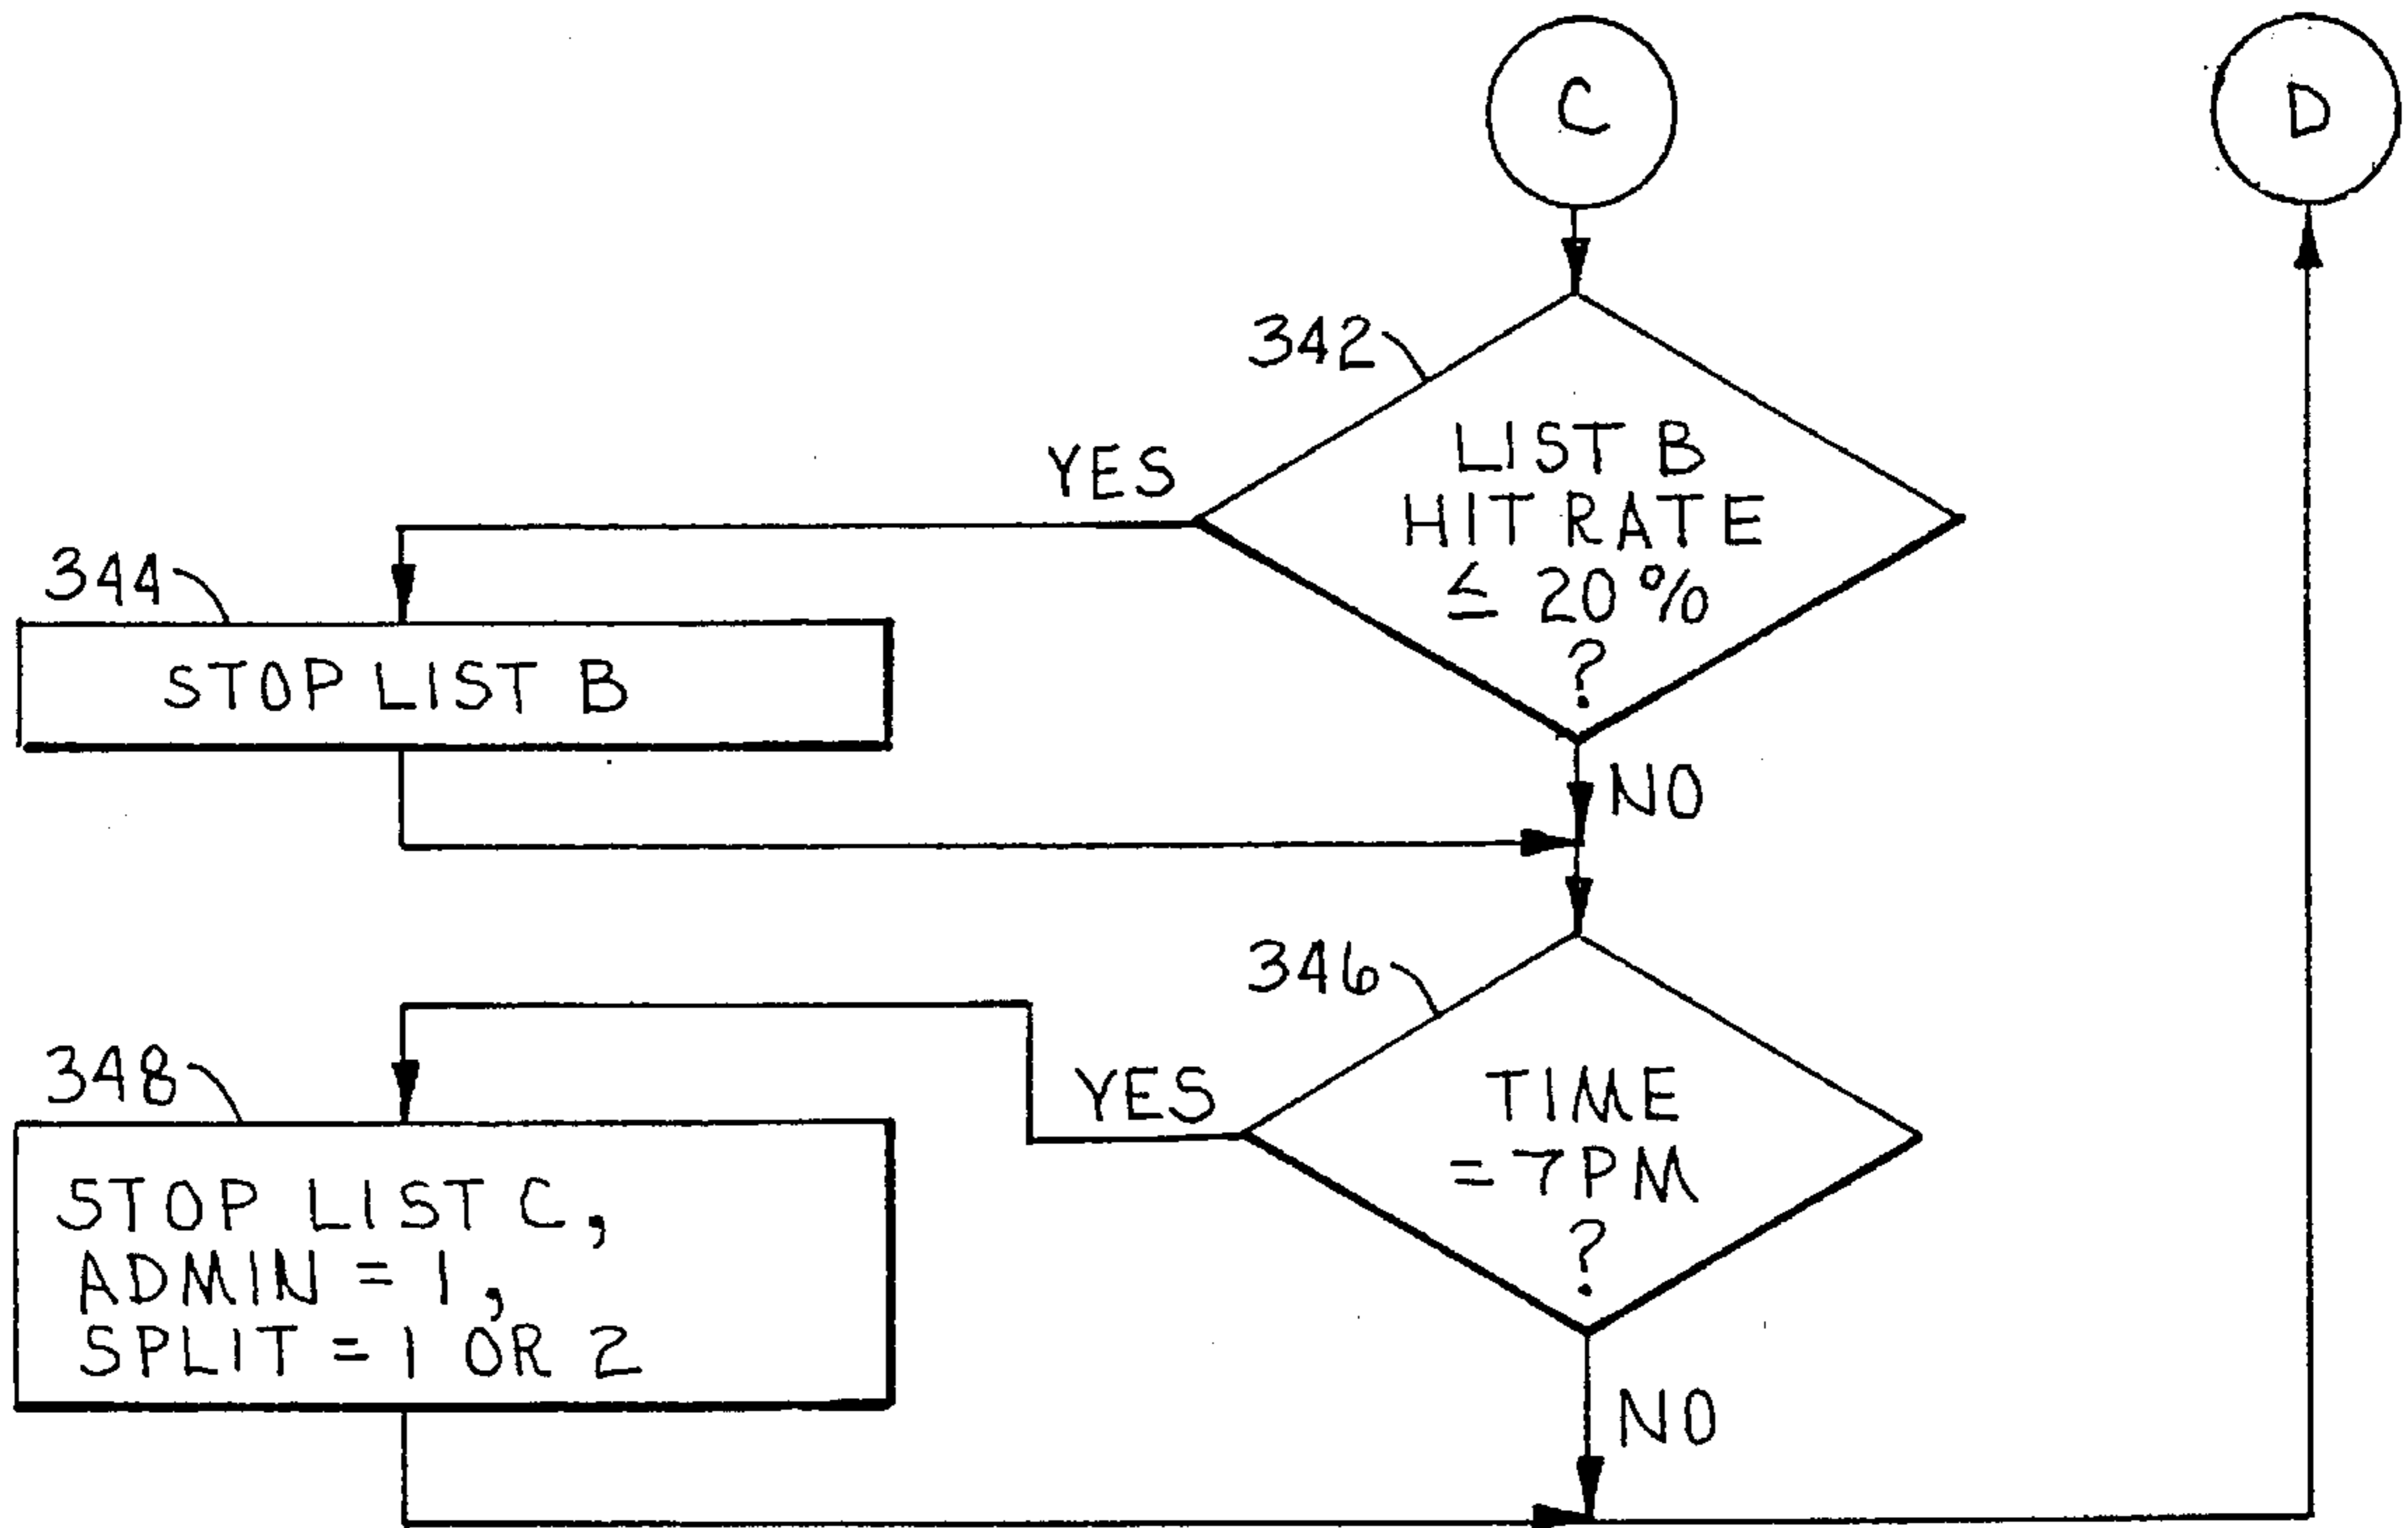 C
D
342
LIST B
HIT RATE
≤ 20%
?
YES
344
STOP LIST B
NO
346
TIME
= 7PM
?
YES
348
STOP LIST C,
ADMIN = 1,
SPLIT = 1 OR 2
NO